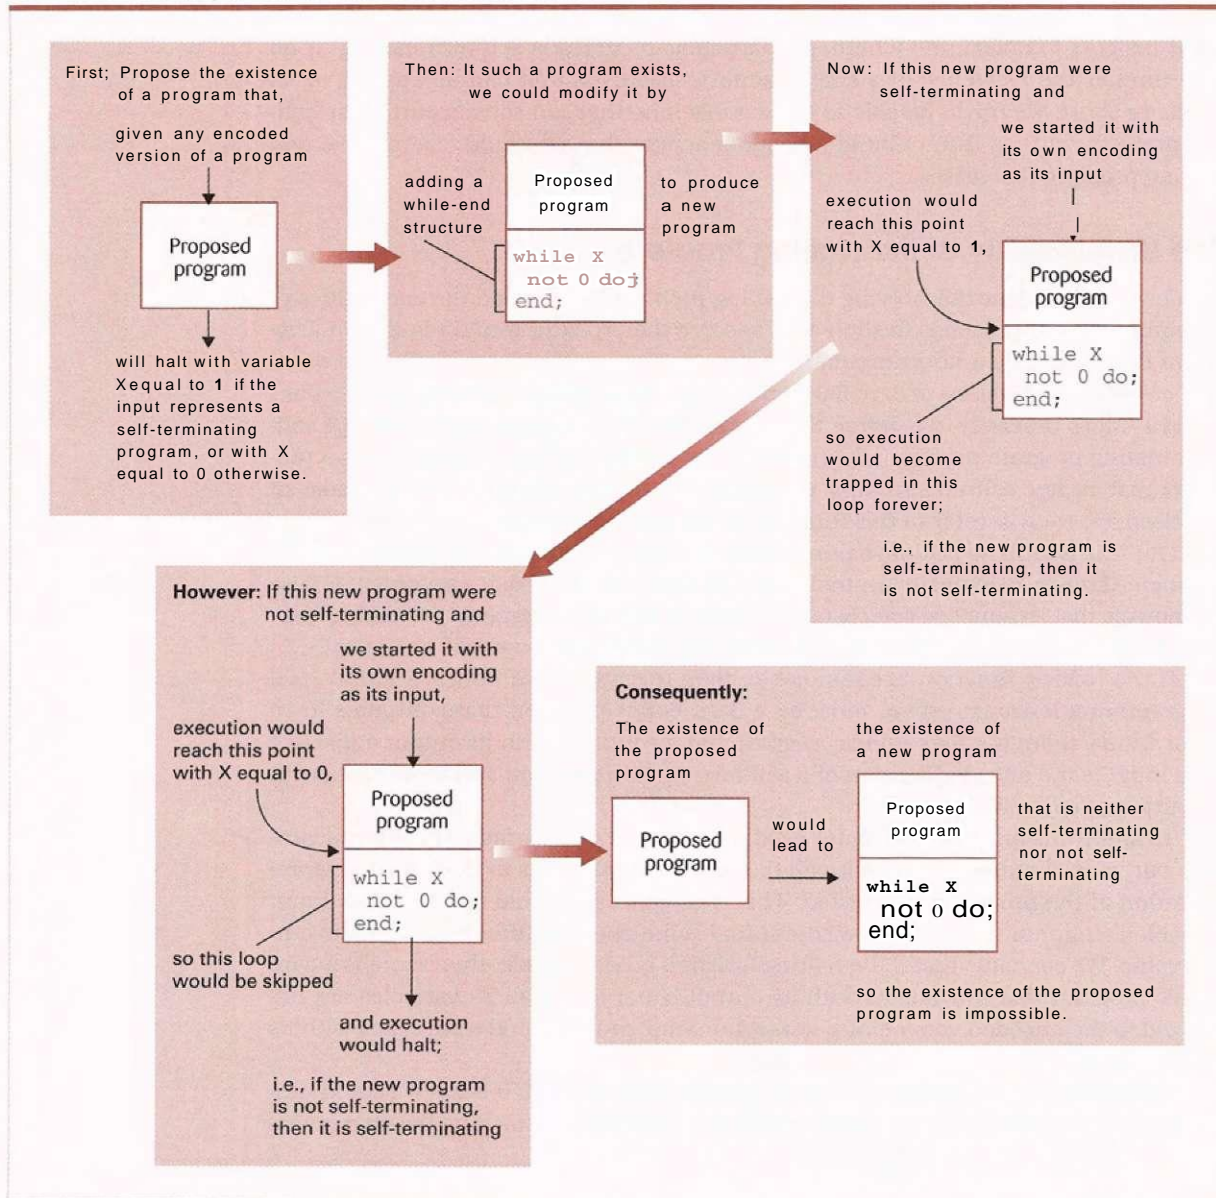 First; Propose the existence
of a program that,
given any encoded
version of a program
Proposed
program
will halt with variable
Xequal to 1 if the
input represents a
self-terminating
program, or with X
equal to 0 otherwise.
Then: It such a program exists,
we could modify it by
adding a
while-end
structure
Proposed
program
while X
not 0 do;
end;
to produce
a new
program
Now: If this new program were
self-terminating and
we started it with
its own encoding
as its input
execution would
reach this point
with X equal to 1,
Proposed
program
while X
not 0 do;
end;
so execution
would become
trapped in this
loop forever;
i.e., if the new program is
self-terminating, then it
is not self-terminating.
However: If this new program were
not self-terminating and
we started it with
its own encoding
as its input,
execution would
reach this point
with X equal to 0,
Proposed
program
while X
not 0 do;
end;
so this loop
would be skipped
and execution
would halt;
i.e., if the new program
is not self-terminating,
then it is self-terminating
Consequently:
The existence of
the proposed
program
Proposed
program
would
lead to
the existence of
a new program
Proposed
program
while X
not 0 do;
end;
that is neither
self-terminating
nor not self-
terminating
so the existence of the proposed
program is impossible.